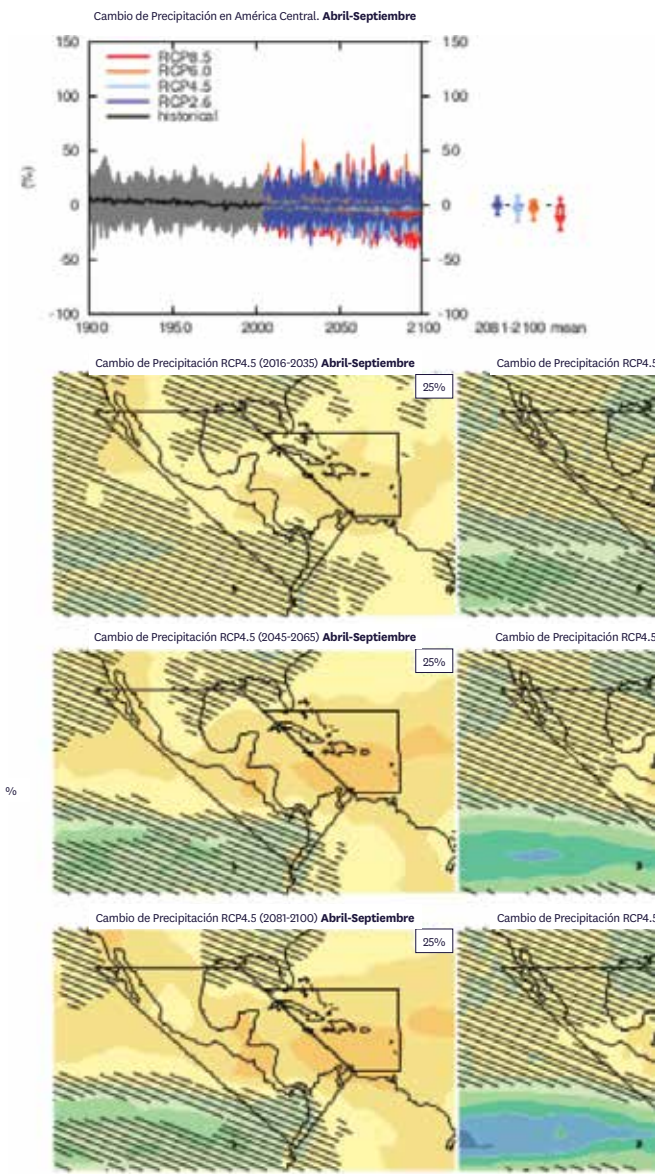 Cambio de Precipitación en América Central. Abril-Septiembre
150
100
50
0
-50
-100
(%)
RCP8.5
RCP6.0
RCP4.5
RCP2.6
historical
150
100
50
0
-50
-100
1900
1950
2000
2050
2100
2081-2100 mean
Cambio de Precipitación RCP4.5 (2016-2035) Abril-Septiembre
25%
Cambio de Precipitación RCP4.5
Cambio de Precipitación RCP4.5 (2045-2065) Abril-Septiembre
25%
Cambio de Precipitación RCP4.5
%
Cambio de Precipitación RCP4.5 (2081-2100) Abril-Septiembre
25%
Cambio de Precipitación RCP4.5